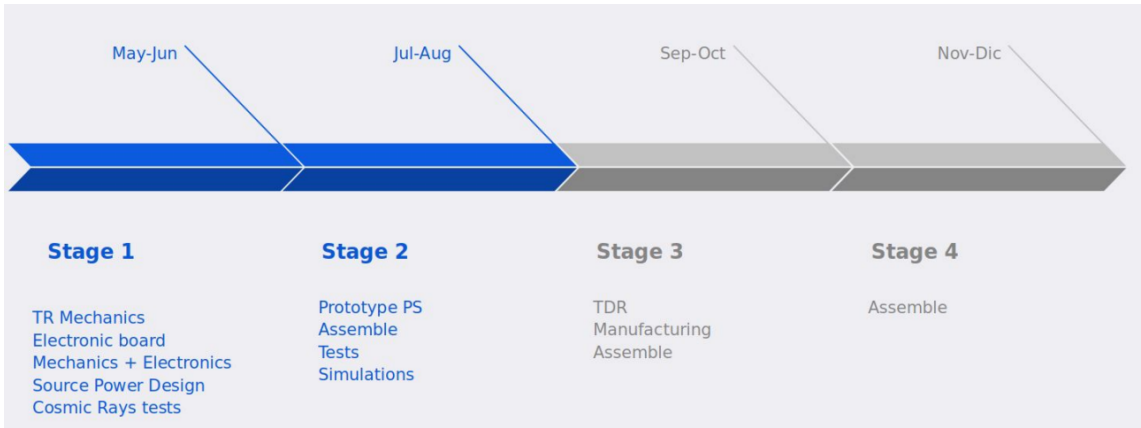 May-Jun
Jul-Aug
Sep-Oct
Nov-Dic
Stage 1
Stage 2
Stage 3
Stage 4
TR Mechanics
Electronic board
Mechanics + Electronics
Source Power Design
Cosmic Rays tests
Prototype PS
Assemble
Tests
Simulations
TDR
Manufacturing
Assemble
Assemble